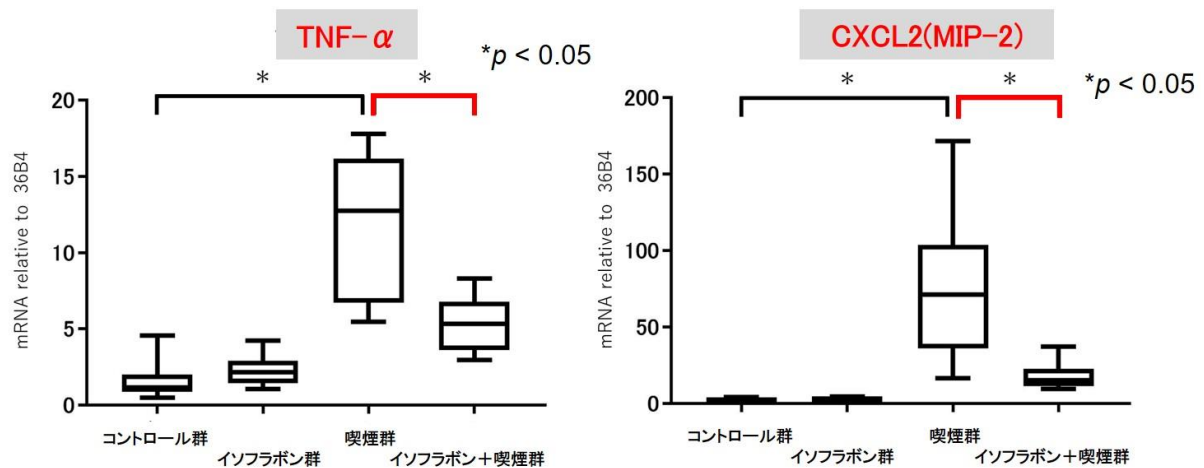 TNF-α
*p < 0.05
*
*
20
15
10
5
0
mRNA relative to 36B4
コントロール群
イソフラボン群
喫煙群
イソフラボン+喫煙群
CXCL2(MIP-2)
*p < 0.05
*
*
200
150
100
50
0
mRNA relative to 36B4
コントロール群
イソフラボン群
喫煙群
イソフラボン+喫煙群